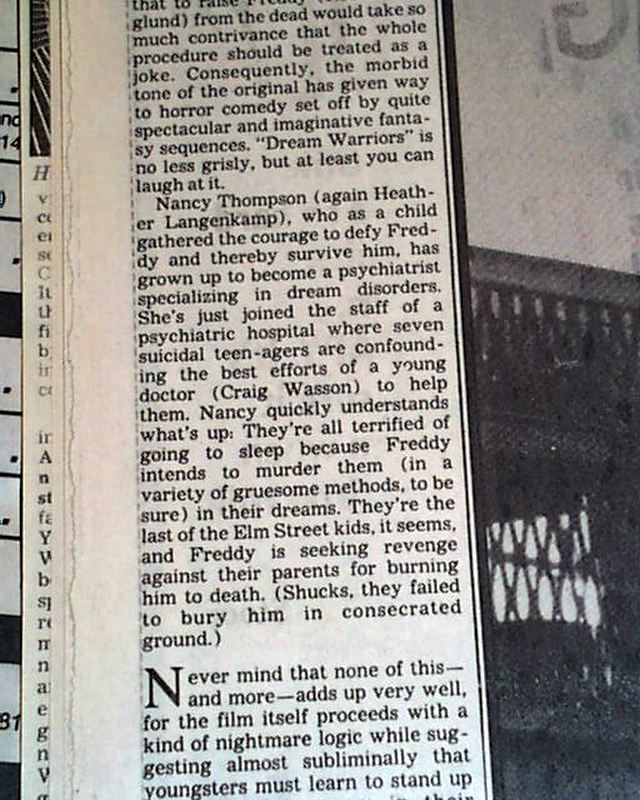 that to raise Freddy
glund) from the dead would take so
much contrivance that the whole
procedure should be treated as a
joke. Consequently, the morbid
tone of the original has given way
to horror comedy set off by quite
spectacular and imaginative fanta-
sy sequences. “Dream Warriors” is
no less grisly, but at least you can
laugh at it.
Nancy Thompson (again Heath-
er Langenkamp), who as a child
gathered the courage to defy Fred-
dy and thereby survive him, has
grown up to become a psychiatrist
specializing in dream disorders.
She’s just joined the staff of a
psychiatric hospital where seven
suicidal teen-agers are confound-
ing the best efforts of a young
doctor (Craig Wasson) to help
them. Nancy quickly understands
what’s up: They’re all terrified of
going to sleep because Freddy
intends to murder them (in a
variety of gruesome methods, to be
sure) in their dreams. They’re the
last of the Elm Street kids, it seems,
and Freddy is seeking revenge
against their parents for burning
him to death. (Shucks, they failed
to bury him in consecrated
ground.)
Never mind that none of this—
and more—adds up very well,
for the film itself proceeds with a
kind of nightmare logic while sug-
gesting almost subliminally that
youngsters must learn to stand up
in their